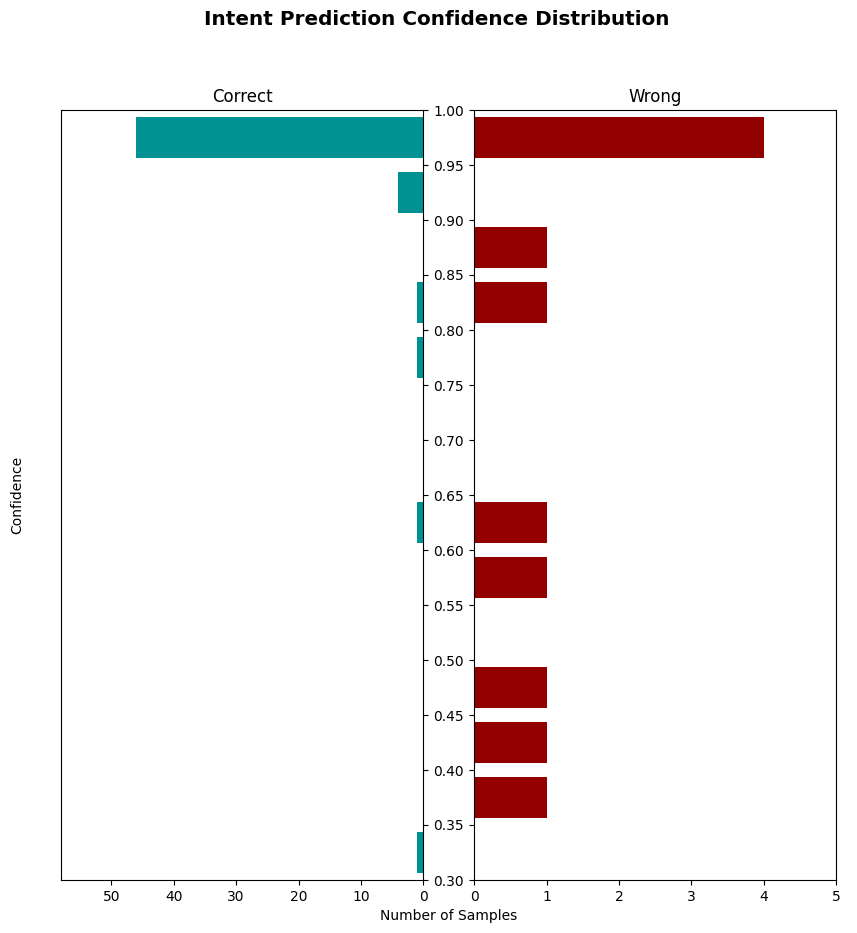 Intent Prediction Confidence Distribution
Correct
Wrong
1.00
0.95
0.90
0.85
0.80
0.75
0.70
0.65
0.60
0.55
0.50
0.45
0.40
0.35
0.30
Confidence
50 40 30 20 10 0
0 1 2 3 4 5
Number of Samples